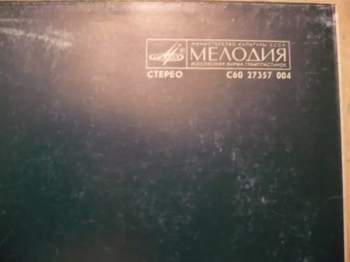 МИНИСТЕРСТВО КУЛЬТУРЫ СССР
МЕЛОДИЯ
ВСЕСОЮЗНАЯ ФИРМА ГРАМПЛАСТИНОК
СТЕРЕО С60 27357 004